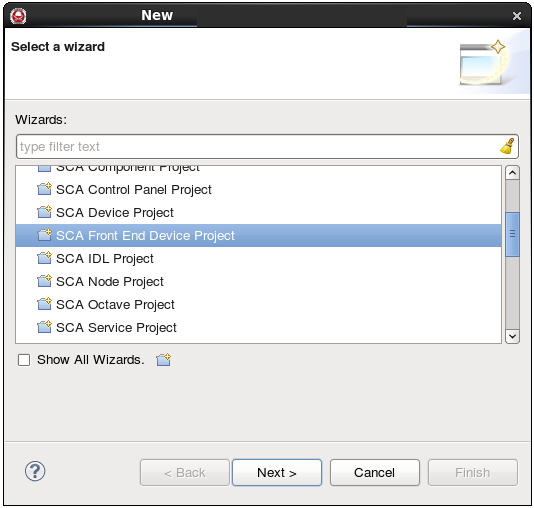 New
Select a wizard
Wizards:
type filter text
SCA Component Project
SCA Control Panel Project
SCA Device Project
SCA Front End Device Project
SCA IDL Project
SCA Node Project
SCA Octave Project
SCA Service Project
Show All Wizards.
< Back Next > Cancel Finish